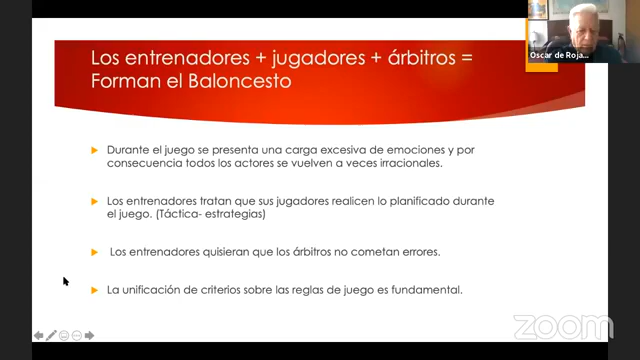 Los entrenadores + jugadores + árbitros =
Forman el Baloncesto
Oscar de Roja...
Durante el juego se presenta una carga excesiva de emociones y por
consecuencia todos los actores se vuelven a veces irracionales.
Los entrenadores tratan que sus jugadores realicen lo planificado durante
el juego. (Táctica- estrategias)
Los entrenadores quisieran que los árbitros no cometan errores.
La unificación de criterios sobre las reglas de juego es fundamental.
zoom